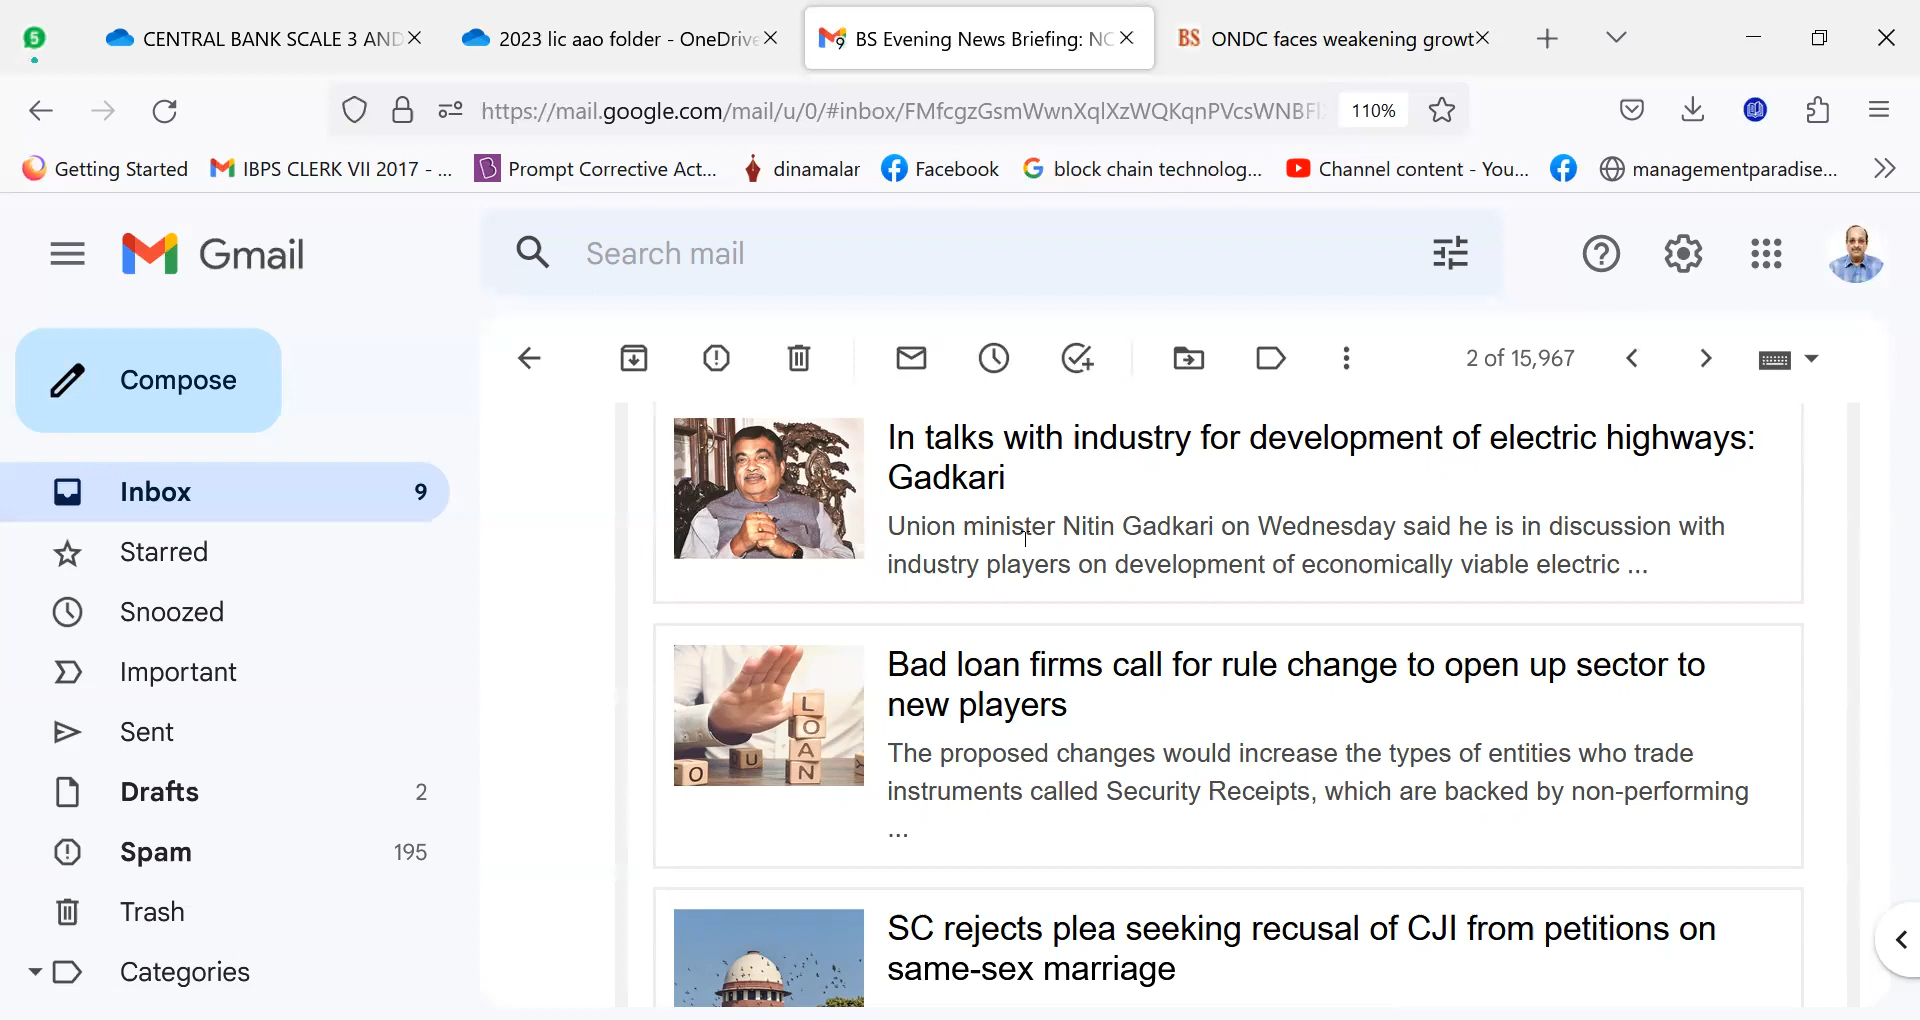 5
CENTRAL BANK SCALE 3 AND
2023 lic aao folder - OneDrive
9
BS Evening News Briefing: NC
BS
ONDC faces weakening growt
https://mail.google.com/mail/u/0/#inbox/FMfcgzGsmWwnXqlXzWQKqnPVcsWNBFl
110%
Getting Started
IBPS CLERK VII 2017 - ...
Prompt Corrective Act...
dinamalar
Facebook
block chain technolog...
Channel content - You...
managementparadise...
Gmail
Search mail
Compose
2 of 15,967
Inbox 9
Starred
Snoozed
Important
Sent
Drafts 2
Spam 195
Trash
Categories
In talks with industry for development of electric highways:
Gadkari
Union minister Nitin Gadkari on Wednesday said he is in discussion with
industry players on development of economically viable electric ...
L
O
A
N
O
U
Bad loan firms call for rule change to open up sector to
new players
The proposed changes would increase the types of entities who trade
instruments called Security Receipts, which are backed by non-performing
...
SC rejects plea seeking recusal of CJI from petitions on
same-sex marriage